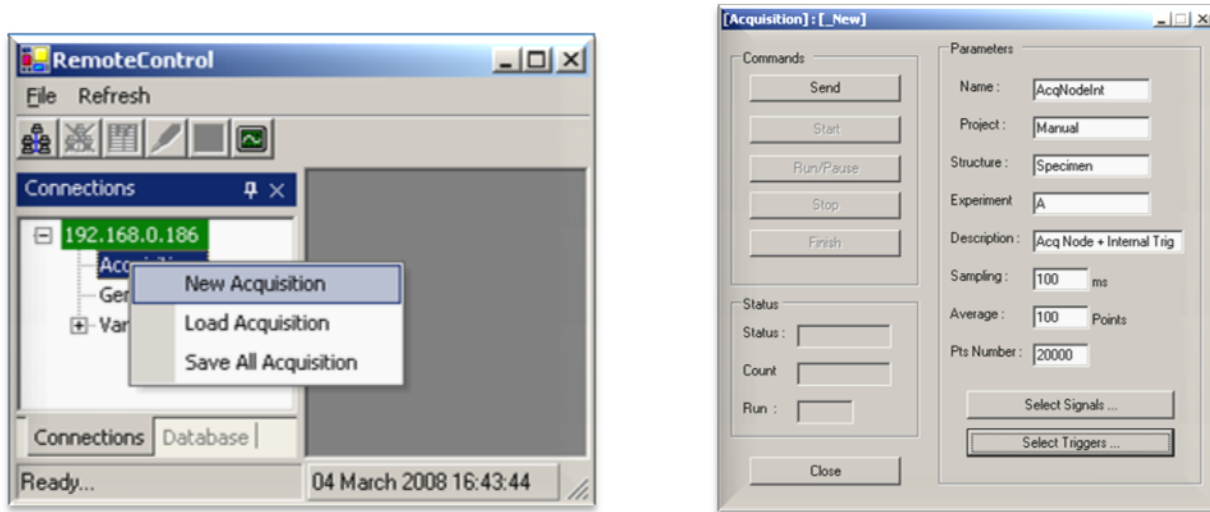 RemoteControl
File Refresh
Connections
192.168.0.186
New Acquisition
Load Acquisition
Save All Acquisition
Connections Database
Ready... 04 March 2008 16:43:44
[Acquisition] : [_New]
Commands
Send
Start
Run/Pause
Stop
Finish
Status
Status :
Count
Run :
Close
Parameters
Name : AcqNodeInt
Project : Manual
Structure : Specimen
Experiment A
Description : Acq Node + Internal Trig
Sampling : 100 ms
Average : 100 Points
Pts Number : 20000
Select Signals ...
Select Triggers ...